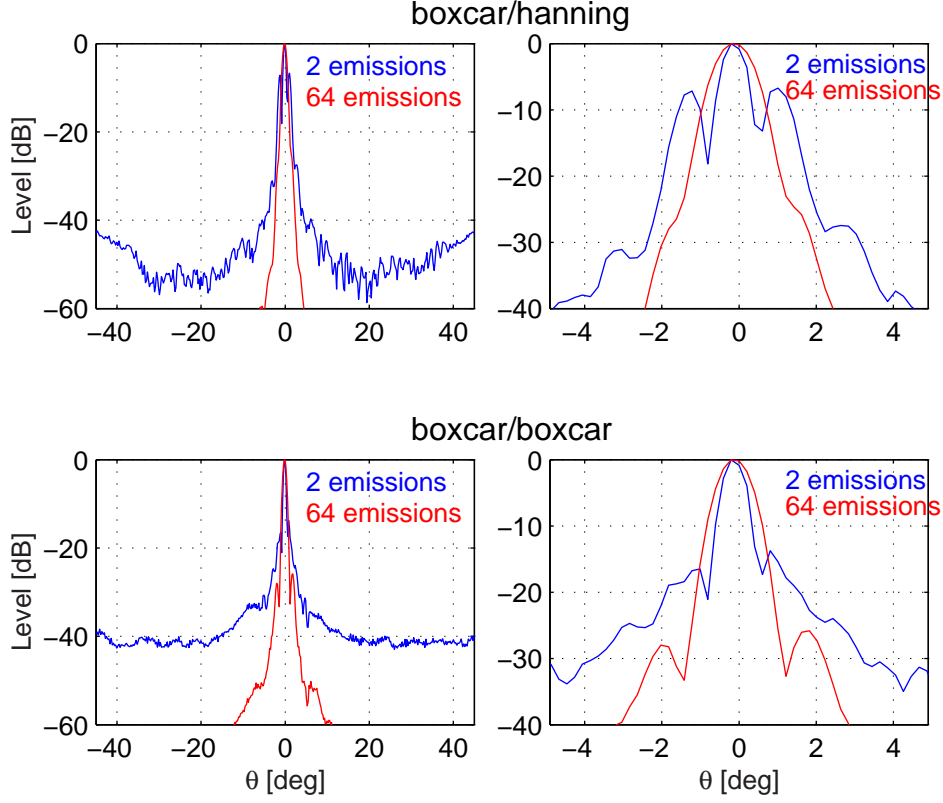 boxcar/hanning
Level [dB]
0
−20
−40
−60
2 emissions
64 emissions
−40 −20 0 20 40
0
−10
−20
−30
−40
2 emissions
64 emissions
−4 −2 0 2 4
boxcar/boxcar
Level [dB]
0
−20
−40
−60
2 emissions
64 emissions
−40 −20 0 20 40
θ [deg]
0
−10
−20
−30
−40
2 emissions
64 emissions
−4 −2 0 2 4
θ [deg]